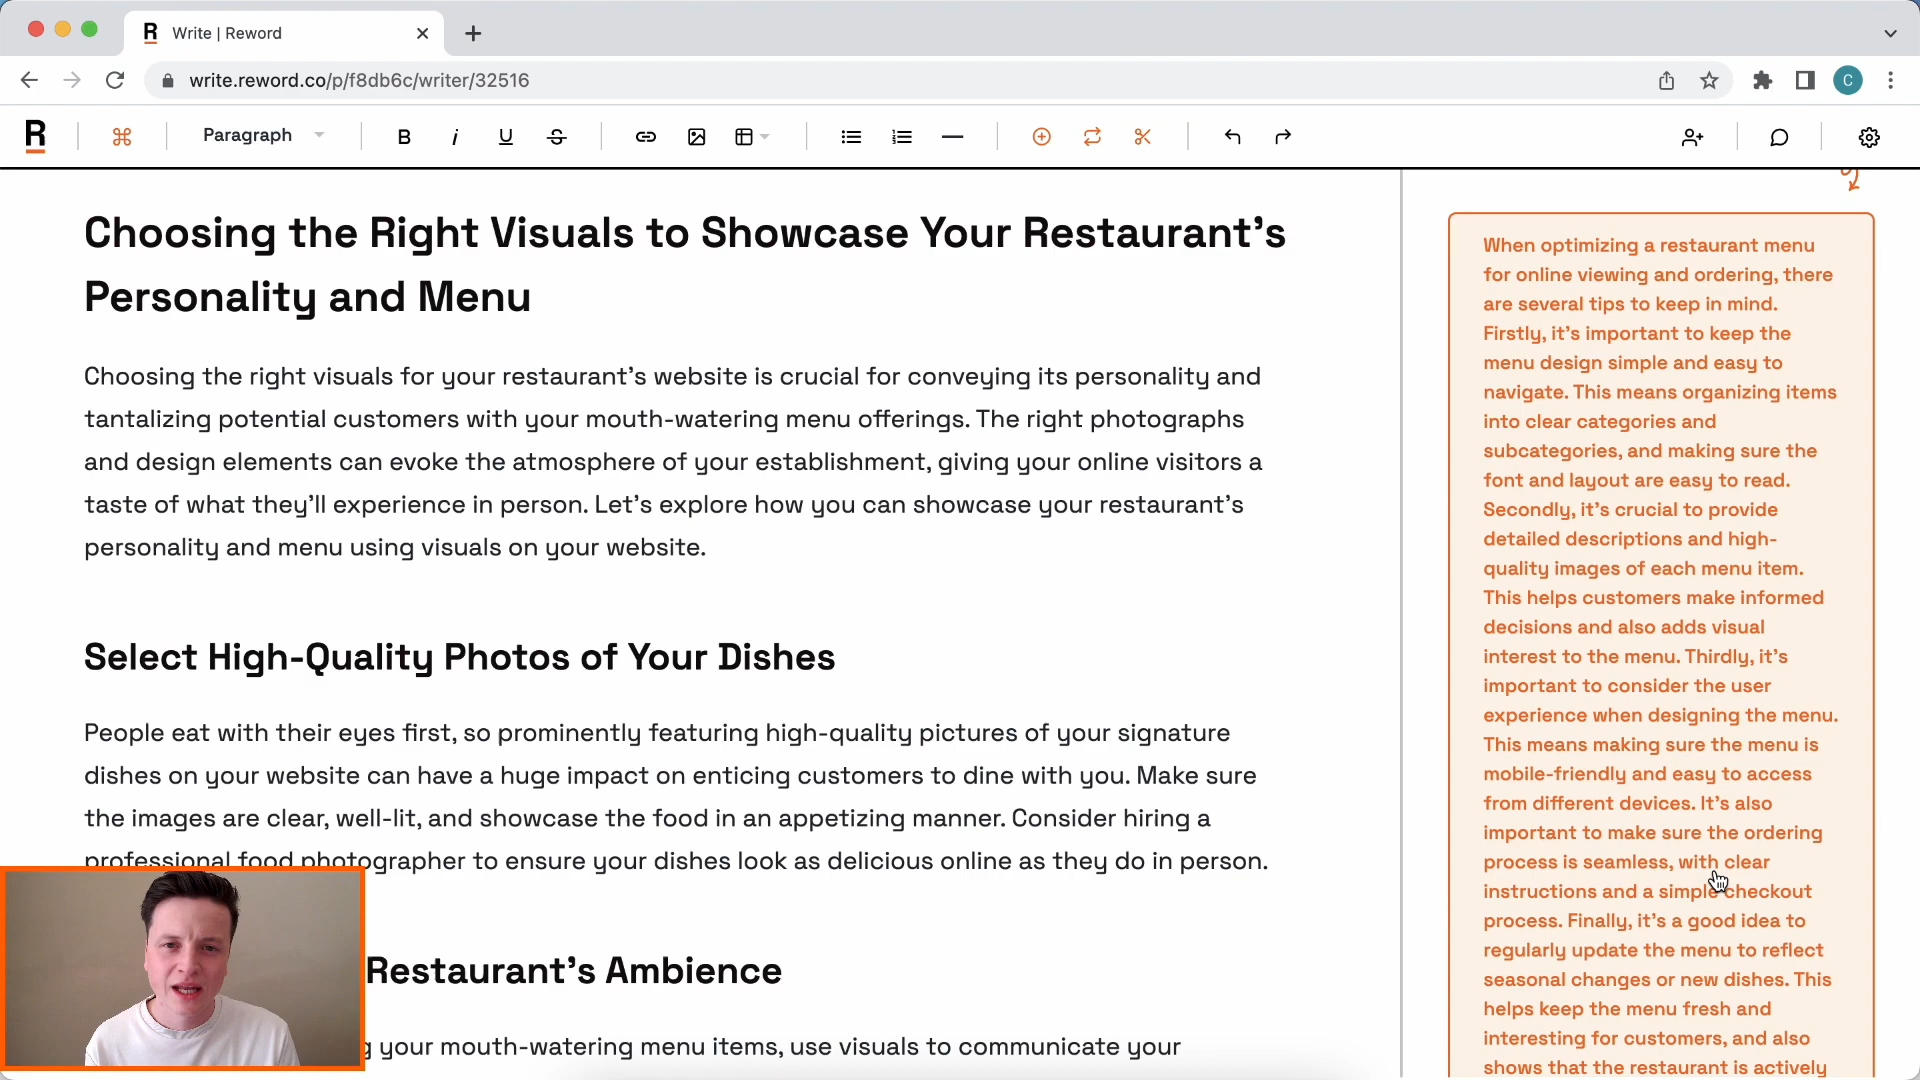 R Write | Reword
write.reword.co/p/f8db6c/writer/32516
C
R Paragraph B i U S
Choosing the Right Visuals to Showcase Your Restaurant's
Personality and Menu
Choosing the right visuals for your restaurant's website is crucial for conveying its personality and
tantalizing potential customers with your mouth-watering menu offerings. The right photographs
and design elements can evoke the atmosphere of your establishment, giving your online visitors a
taste of what they'll experience in person. Let's explore how you can showcase your restaurant's
personality and menu using visuals on your website.
Select High-Quality Photos of Your Dishes
People eat with their eyes first, so prominently featuring high-quality pictures of your signature
dishes on your website can have a huge impact on enticing customers to dine with you. Make sure
the images are clear, well-lit, and showcase the food in an appetizing manner. Consider hiring a
professional food photographer to ensure your dishes look as delicious online as they do in person.
Restaurant's Ambience
your mouth-watering menu items, use visuals to communicate your
When optimizing a restaurant menu
for online viewing and ordering, there
are several tips to keep in mind.
Firstly, it's important to keep the
menu design simple and easy to
navigate. This means organizing items
into clear categories and
subcategories, and making sure the
font and layout are easy to read.
Secondly, it's crucial to provide
detailed descriptions and high-
quality images of each menu item.
This helps customers make informed
decisions and also adds visual
interest to the menu. Thirdly, it's
important to consider the user
experience when designing the menu.
This means making sure the menu is
mobile-friendly and easy to access
from different devices. It's also
important to make sure the ordering
process is seamless, with clear
instructions and a simple checkout
process. Finally, it's a good idea to
regularly update the menu to reflect
seasonal changes or new dishes. This
helps keep the menu fresh and
interesting for customers, and also
shows that the restaurant is actively